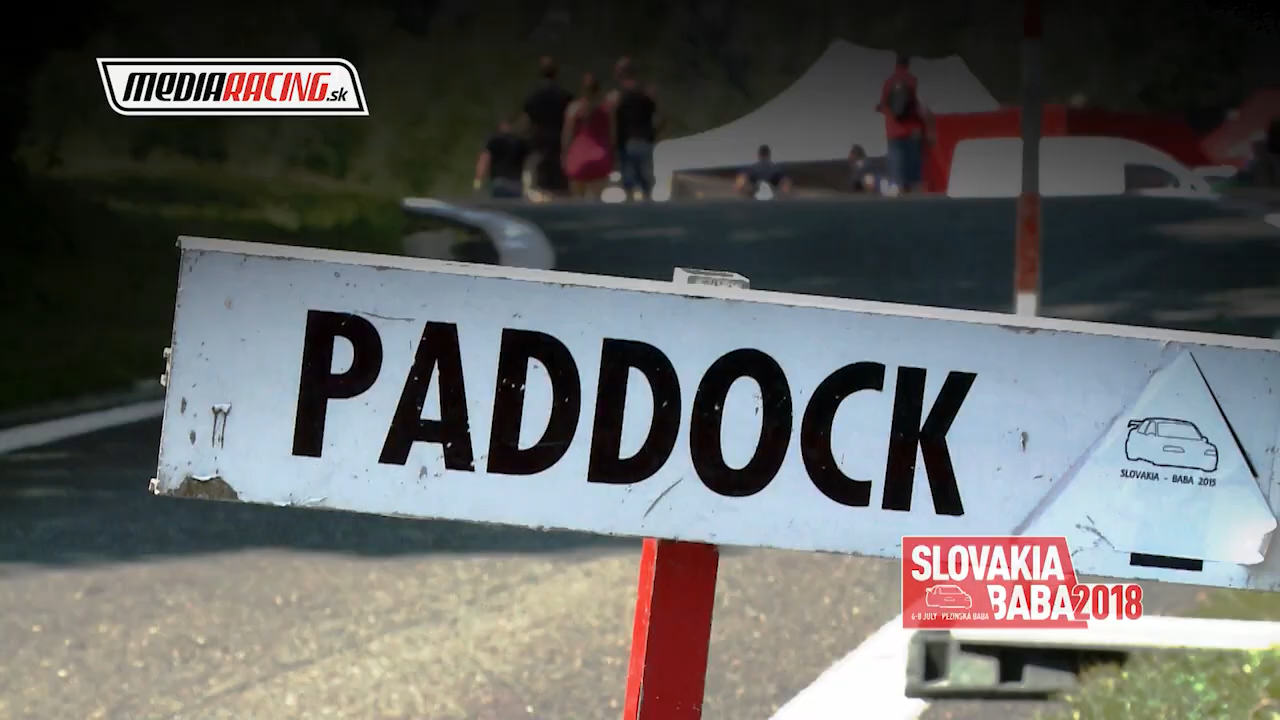 MEDIARACING.sk
PADDOCK
SLOVAKIA - BABA 2015
SLOVAKIA
BABA2018
6-8 JULY PEZINSKÁ BABA